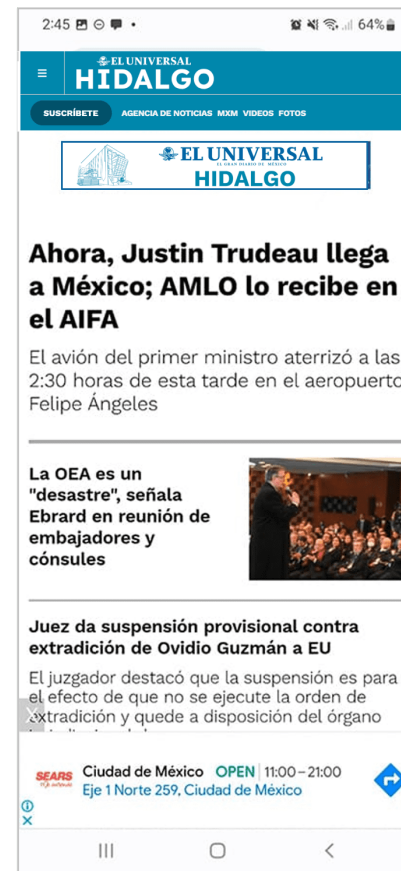 2:45
64%
EL UNIVERSAL
HIDALGO
SUSCRÍBETE AGENCIA DE NOTICIAS MXM VIDEOS FOTOS
EL UNIVERSAL
EL GRAN DIARIO DE MÉXICO
HIDALGO
Ahora, Justin Trudeau llega
a México; AMLO lo recibe en
el AIFA
El avión del primer ministro aterrizó a las
2:30 horas de esta tarde en el aeropuerto
Felipe Ángeles
La OEA es un
"desastre", señala
Ebrard en reunión de
embajadores y
cónsules
Juez da suspensión provisional contra
extradición de Ovidio Guzmán a EU
El juzgador destacó que la suspensión es para
el efecto de que no se ejecute la orden de
extradición y quede a disposición del órgano
SEARS
Ciudad de México OPEN 11:00–21:00
Eje 1 Norte 259, Ciudad de México